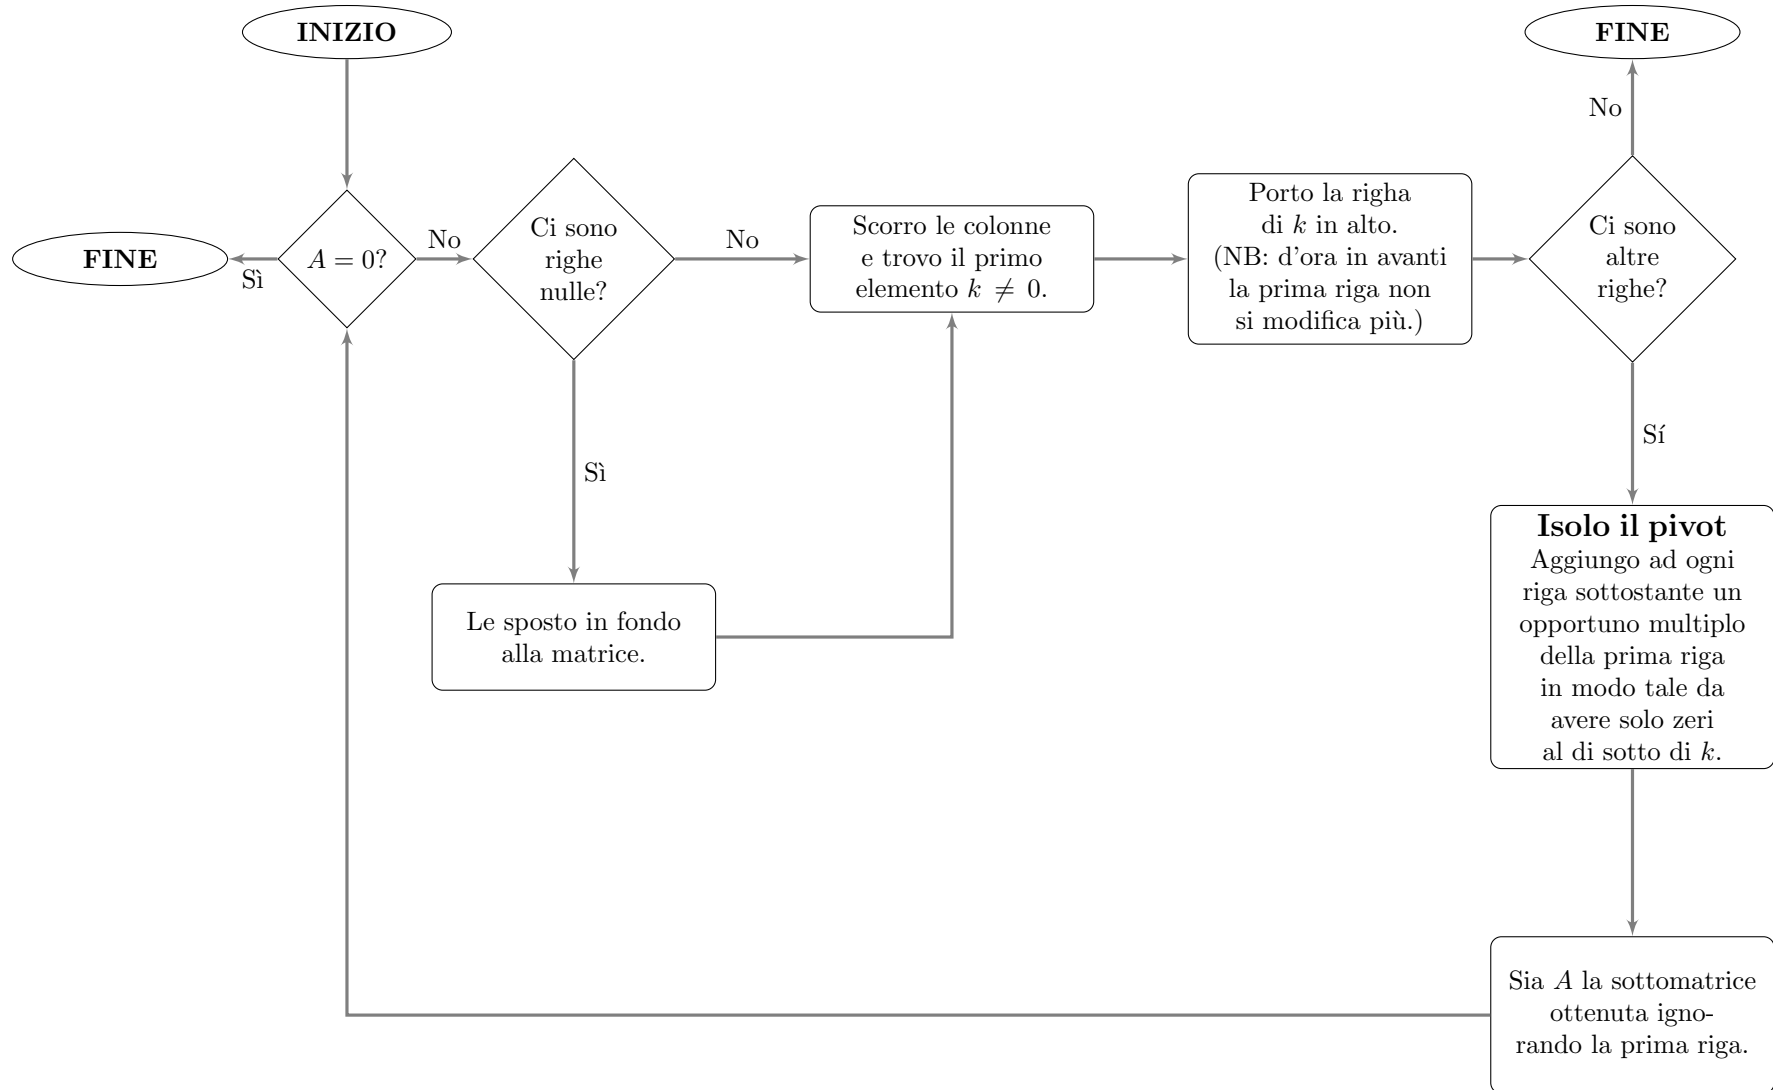 INIZIO
FINE
No
FINE
Sì
A = 0?
No
Ci sono
righe
nulle?
No
Sì
Scorro le colonne
e trovo il primo
elemento k ≠ 0.
Porto la righa
di k in alto.
(NB: d'ora in avanti
la prima riga non
si modifica più.)
Ci sono
altre
righe?
Sí
Le sposto in fondo
alla matrice.
Isolo il pivot
Aggiungo ad ogni
riga sottostante un
opportuno multiplo
della prima riga
in modo tale da
avere solo zeri
al di sotto di k.
Sia A la sottomatrice
ottenuta igno-
rando la prima riga.